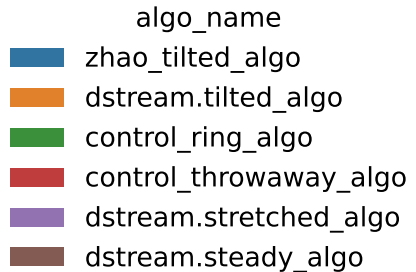 algo_name
zhao_tilted_algo
dstream.tilted_algo
control_ring_algo
control_throwaway_algo
dstream.stretched_algo
dstream.steady_algo